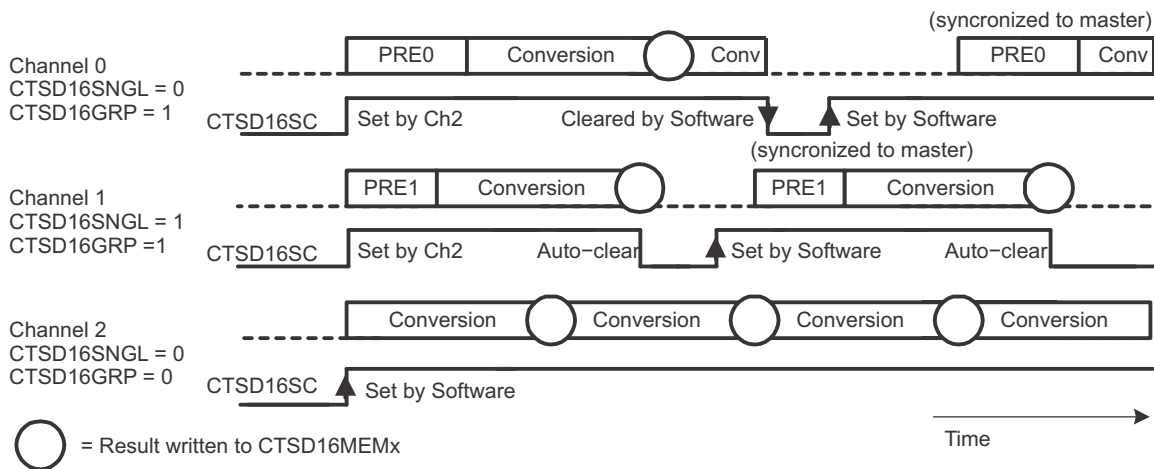 (syncronized to master)
PRE0 Conversion Conv PRE0 Conv
Channel 0
CTSD16SNGL = 0
CTSD16GRP = 1
CTSD16SC Set by Ch2 Cleared by Software Set by Software
(syncronized to master)
PRE1 Conversion PRE1 Conversion
Channel 1
CTSD16SNGL = 1
CTSD16GRP =1
CTSD16SC Set by Ch2 Auto−clear Set by Software Auto−clear
Conversion Conversion Conversion Conversion
Channel 2
CTSD16SNGL = 0
CTSD16GRP = 0
CTSD16SC Set by Software
= Result written to CTSD16MEMx
Time